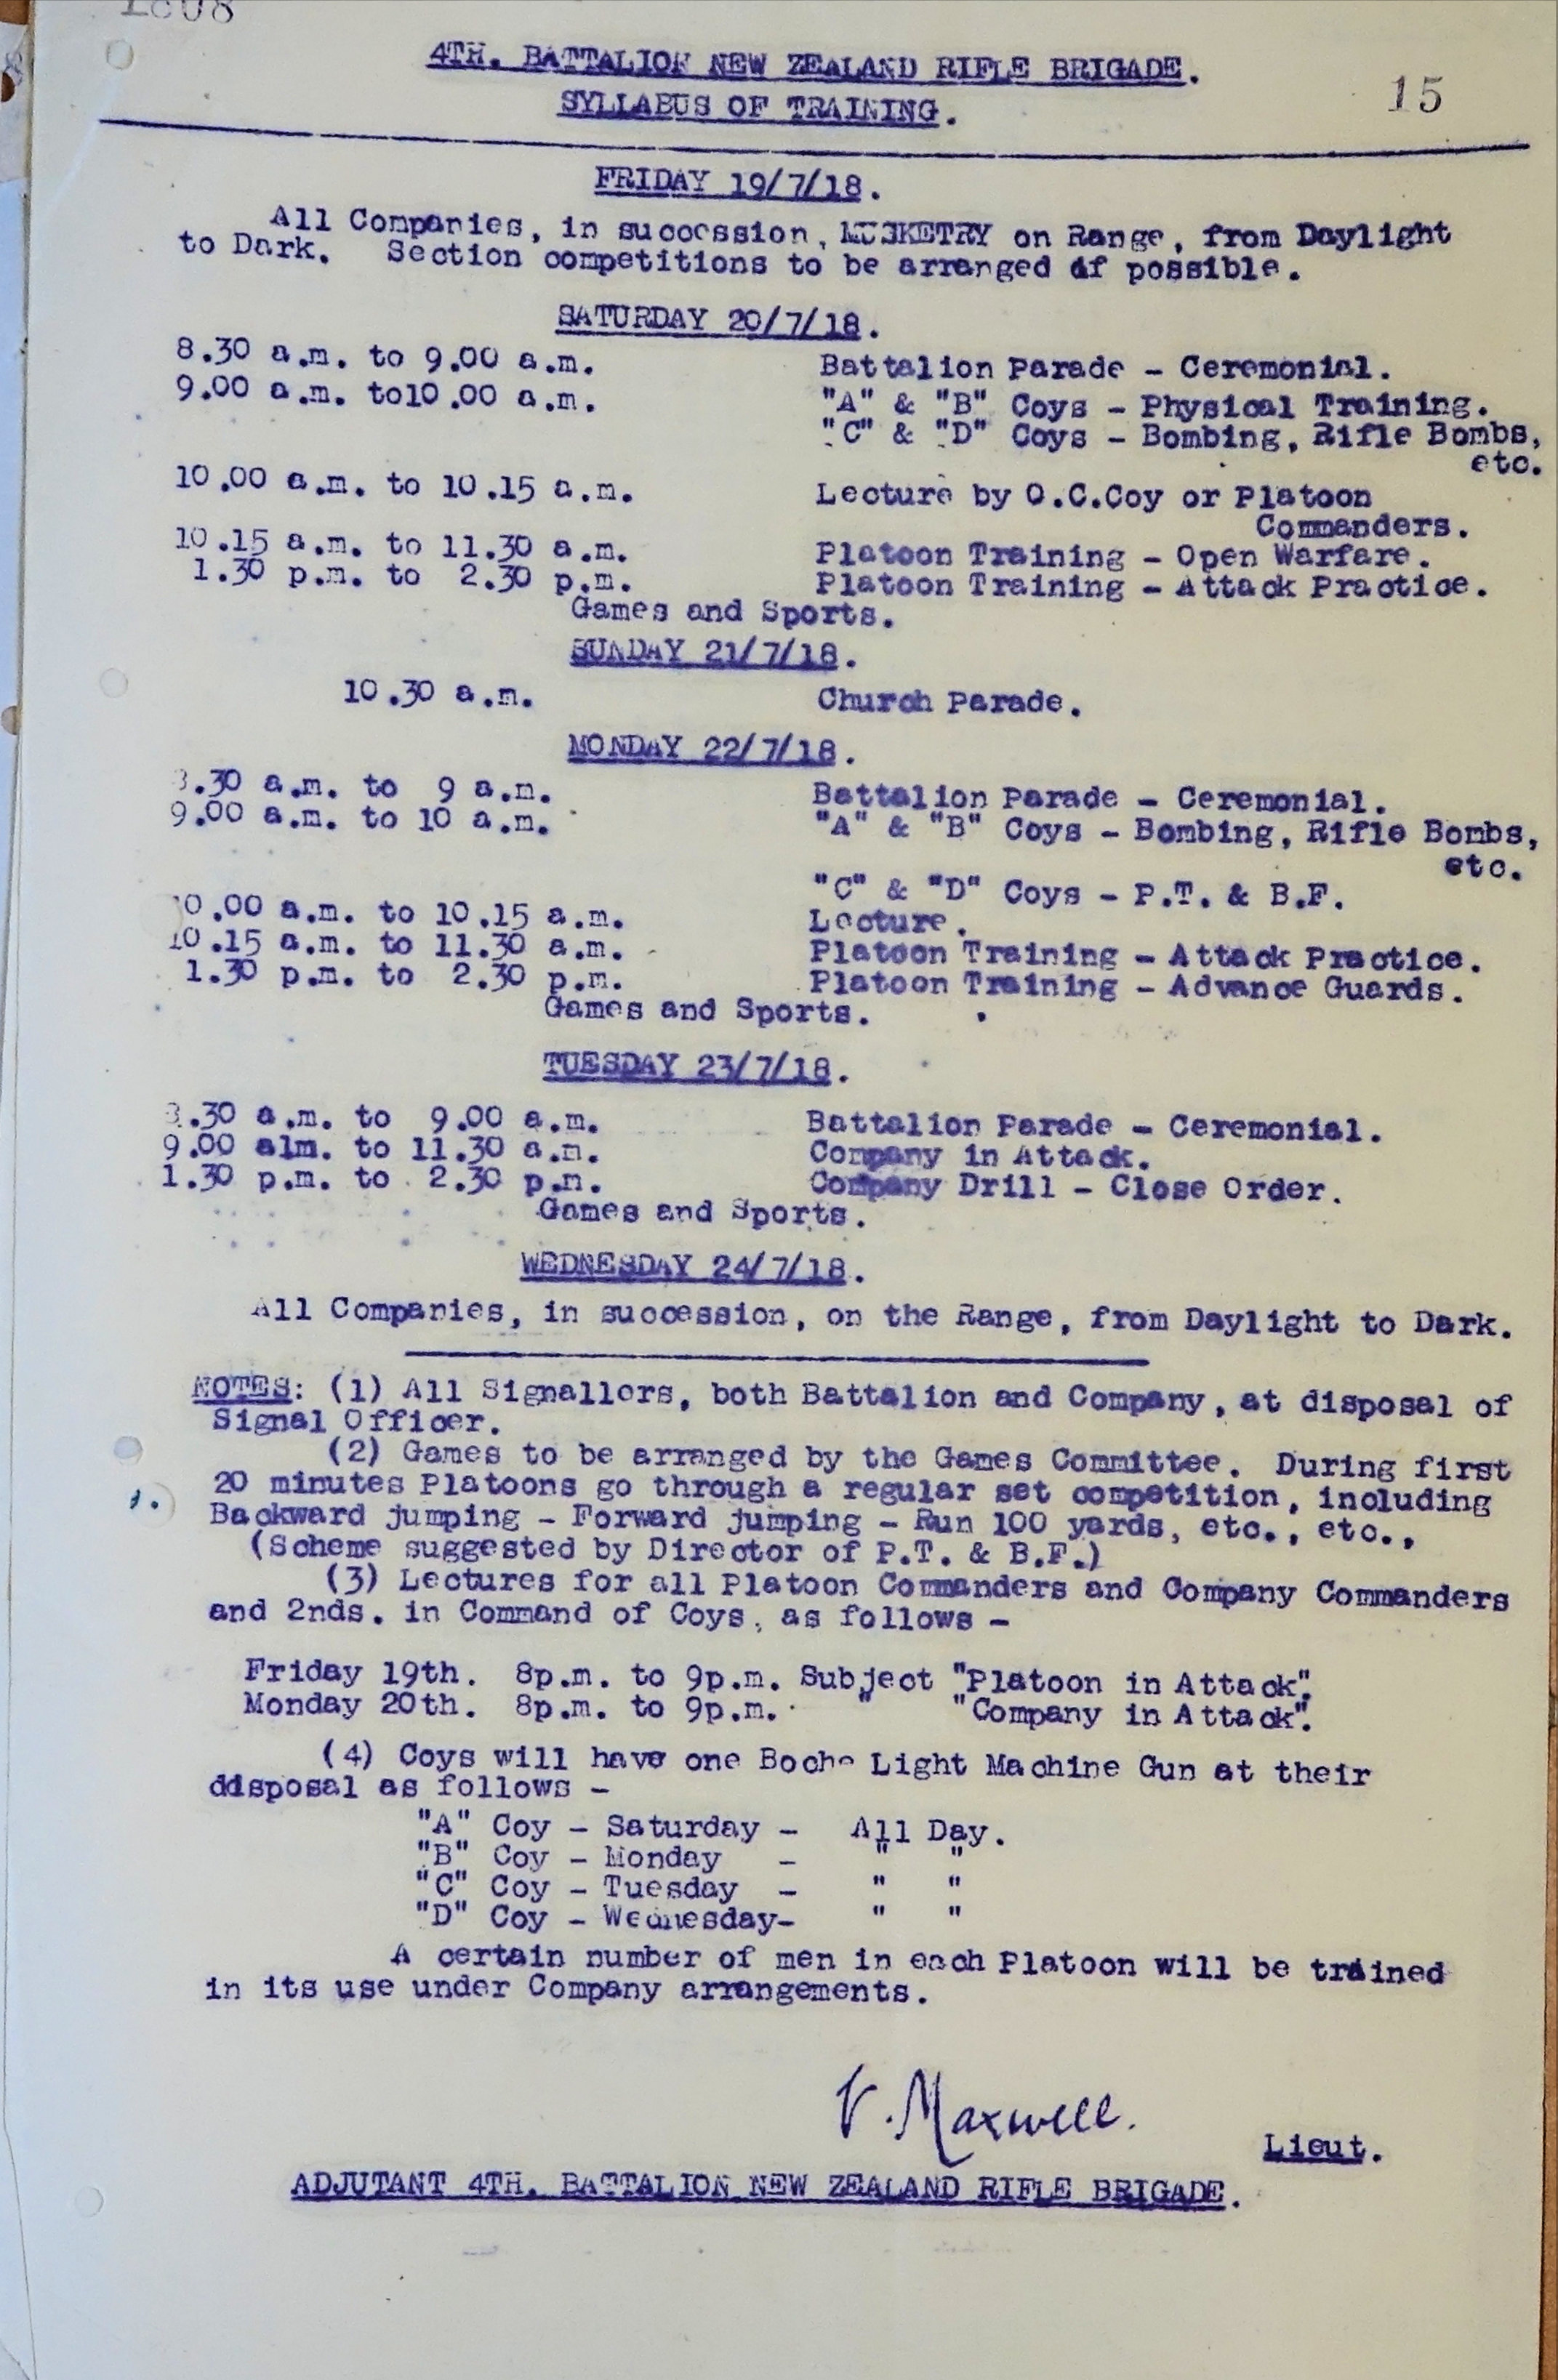 4TH. BATTALION NEW ZEALAND RIFLE BRIGADE.
SYLLABUS OF TRAINING.
15
FRIDAY 19/7/18.
All Companies, in succession, MUSKETRY on Range, from Daylight
to Dark. Section competitions to be arranged if possible.
SATURDAY 20/7/18.
8.30 a.m. to 9.00 a.m. Battalion Parade - Ceremonial.
9.00 a.m. to10.00 a.m. "A" & "B" Coys - Physical Training.
"C" & "D" Coys - Bombing, Rifle Bombs,
etc.
10.00 a.m. to 10.15 a.m. Lecture by O.C.Coy or Platoon
Commanders.
10.15 a.m. to 11.30 a.m. Platoon Training - Open Warfare.
1.30 p.m. to 2.30 p.m. Platoon Training - Attack Practice.
Games and Sports.
SUNDAY 21/7/18.
10.30 a.m. Church Parade.
MONDAY 22/7/18.
8.30 a.m. to 9 a.m. Battalion Parade - Ceremonial.
9.00 a.m. to 10 a.m. "A" & "B" Coys - Bombing, Rifle Bombs,
etc.
"C" & "D" Coys - P.T. & B.F.
10.00 a.m. to 10.15 a.m. Lecture.
10.15 a.m. to 11.30 a.m. Platoon Training - Attack Practice.
1.30 p.m. to 2.30 p.m. Platoon Training - Advance Guards.
Games and Sports.
TUESDAY 23/7/18.
8.30 a.m. to 9.00 a.m. Battalion Parade - Ceremonial.
9.00 alm. to 11.30 a.m. Company in Attack.
1.30 p.m. to 2.30 p.m. Company Drill - Close Order.
Games and Sports.
WEDNESDAY 24/7/18.
All Companies, in succession, on the Range, from Daylight to Dark.
NOTES: (1) All Signallors, both Battalion and Company, at disposal of
Signal Officer.
(2) Games to be arranged by the Games Committee. During first
20 minutes Platoons go through a regular set competition, including
Backward jumping - Forward jumping - Run 100 yards, etc., etc.,
(Scheme suggested by Director of P.T. & B.F.)
(3) Lectures for all Platoon Commanders and Company Commanders
and 2nds. in Command of Coys, as follows -
Friday 19th. 8p.m. to 9p.m. Subject "Platoon in Attack".
Monday 20th. 8p.m. to 9p.m. " "Company in Attack".
(4) Coys will have one Boche Light Machine Gun at their
disposal as follows -
"A" Coy - Saturday - All Day.
"B" Coy - Monday - " "
"C" Coy - Tuesday - " "
"D" Coy - Wednesday- " "
A certain number of men in each Platoon will be trained
in its use under Company arrangements.
V. Maxwell.
Lieut.
ADJUTANT 4TH. BATTALION NEW ZEALAND RIFLE BRIGADE.